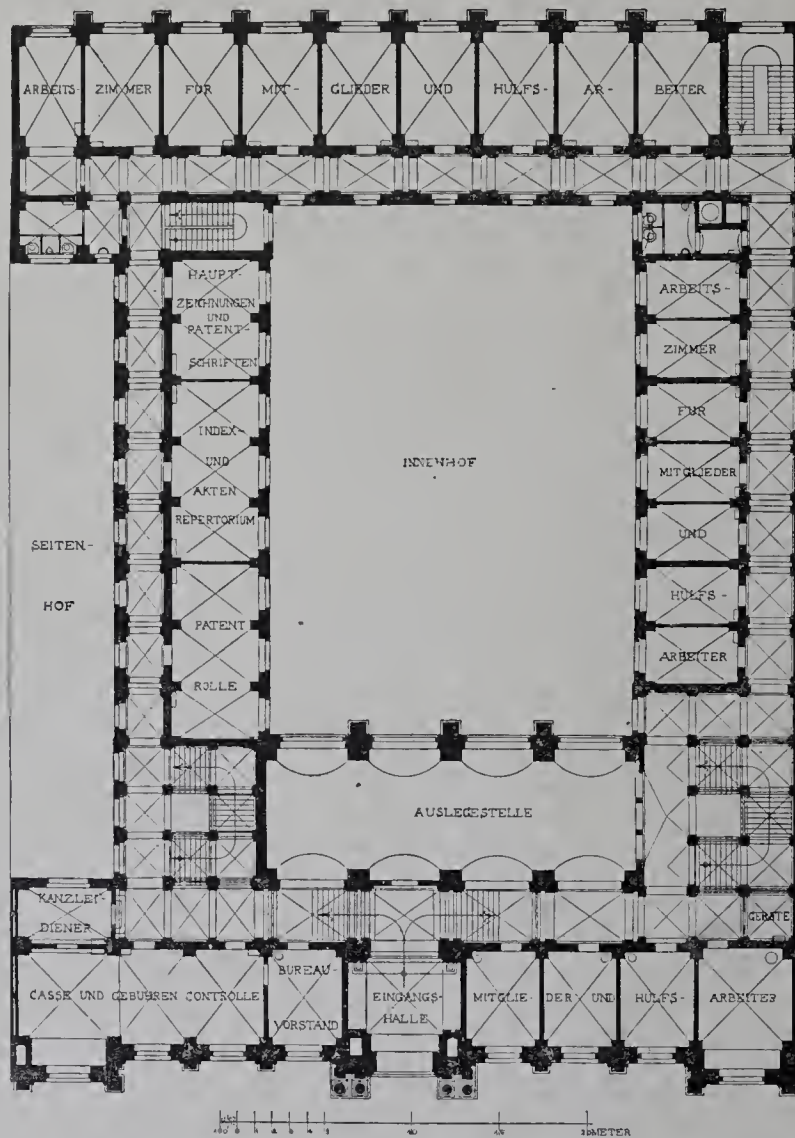 ARBEITS- ZIMMER FÜR MIT- GLIEDER UND HÜLFS- AR- BEITER
HAUPT-
ZEICHNUNGEN
UND
PATENT-
SCHRIFTEN
INDEX-
UND
AKTEN
REPERTORIUM
PATENT
ROLLE
SEITEN-
HOF
INNENHOF
ARBEITS-
ZIMMER
FÜR
MITGLIEDER
UND
HÜLFS-
ARBEITER
AUSLEGESTELLE
KANZLEI-
DIENER
GERÄTE
CASSE UND GEBÜHREN CONTROLLE
BUREAU-
VORSTAND
EINGANGS-
HALLE
MITGLIE- DER UND HÜLFS- ARBEITER
10 20 METER